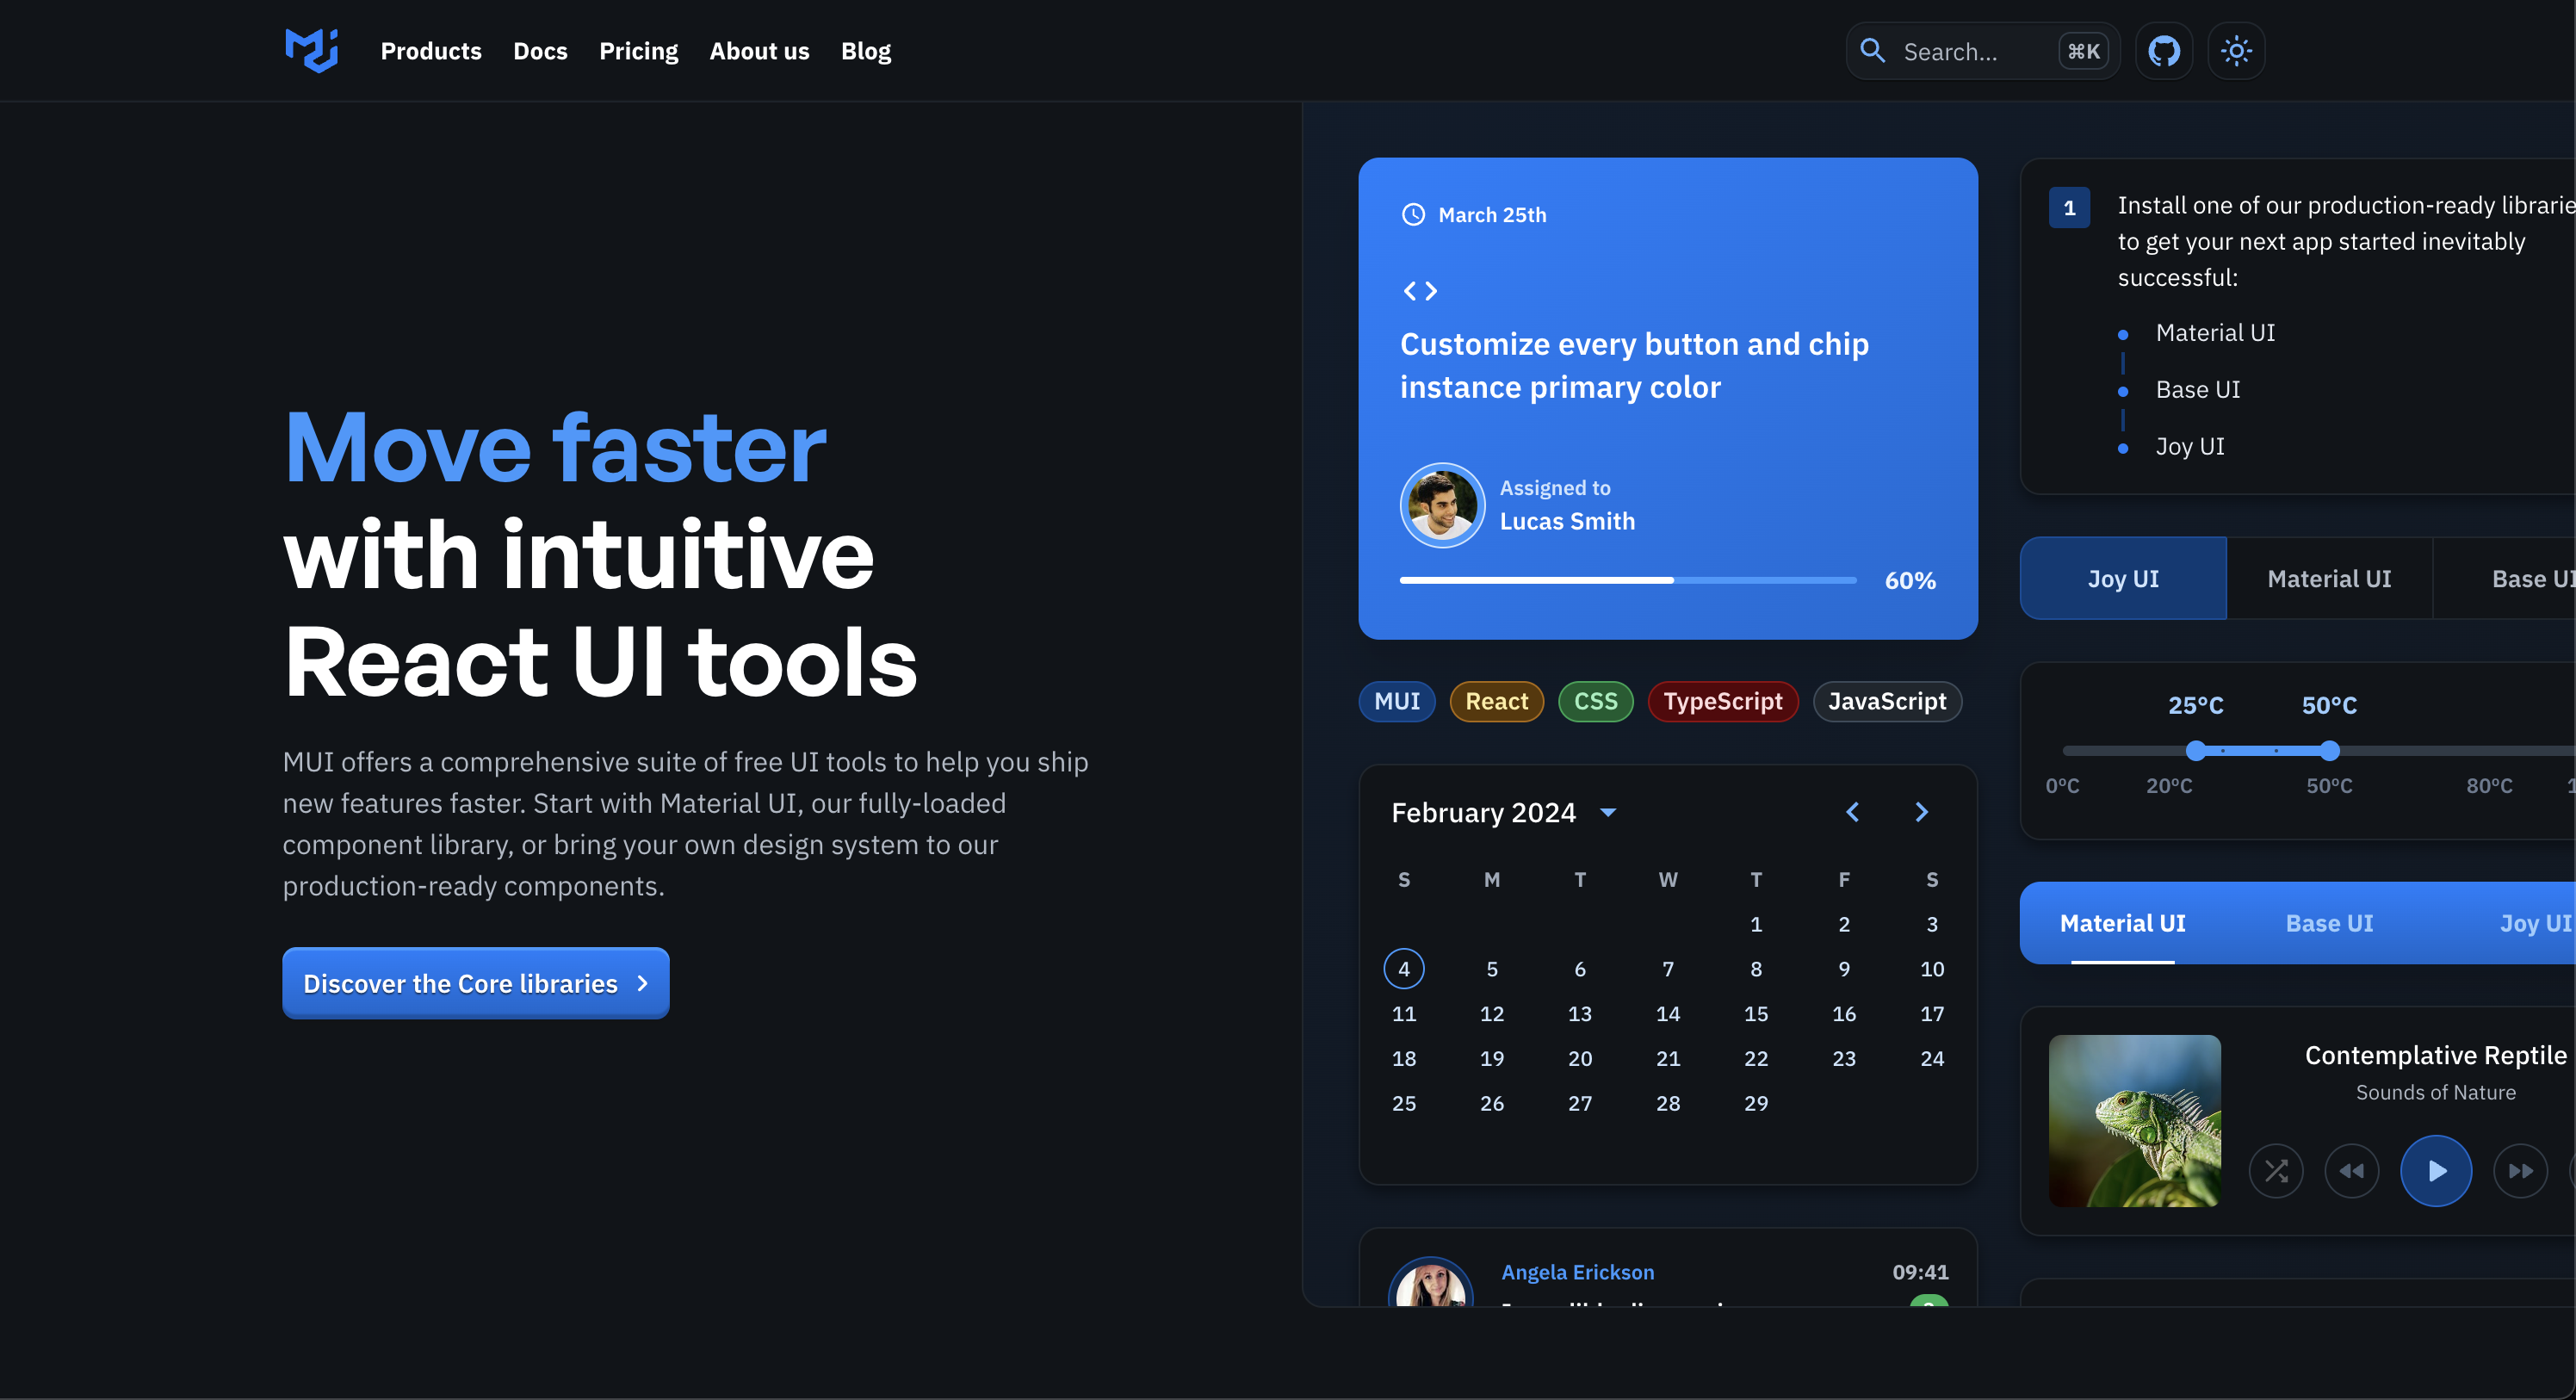 Products Docs Pricing About us Blog
Search... ⌘K
Move faster
with intuitive
React UI tools
MUI offers a comprehensive suite of free UI tools to help you ship
new features faster. Start with Material UI, our fully-loaded
component library, or bring your own design system to our
production-ready components.
Discover the Core libraries
March 25th
Customize every button and chip
instance primary color
Assigned to
Lucas Smith
60%
MUI React CSS TypeScript JavaScript
February 2024
S M T W T F S
1 2 3
4 5 6 7 8 9 10
11 12 13 14 15 16 17
18 19 20 21 22 23 24
25 26 27 28 29
Angela Erickson 09:41
1 Install one of our production-ready librarie
to get your next app started inevitably
successful:
Material UI
Base UI
Joy UI
Joy UI Material UI Base UI
25°C 50°C
0°C 20°C 50°C 80°C
Material UI Base UI Joy UI
Contemplative Reptile
Sounds of Nature